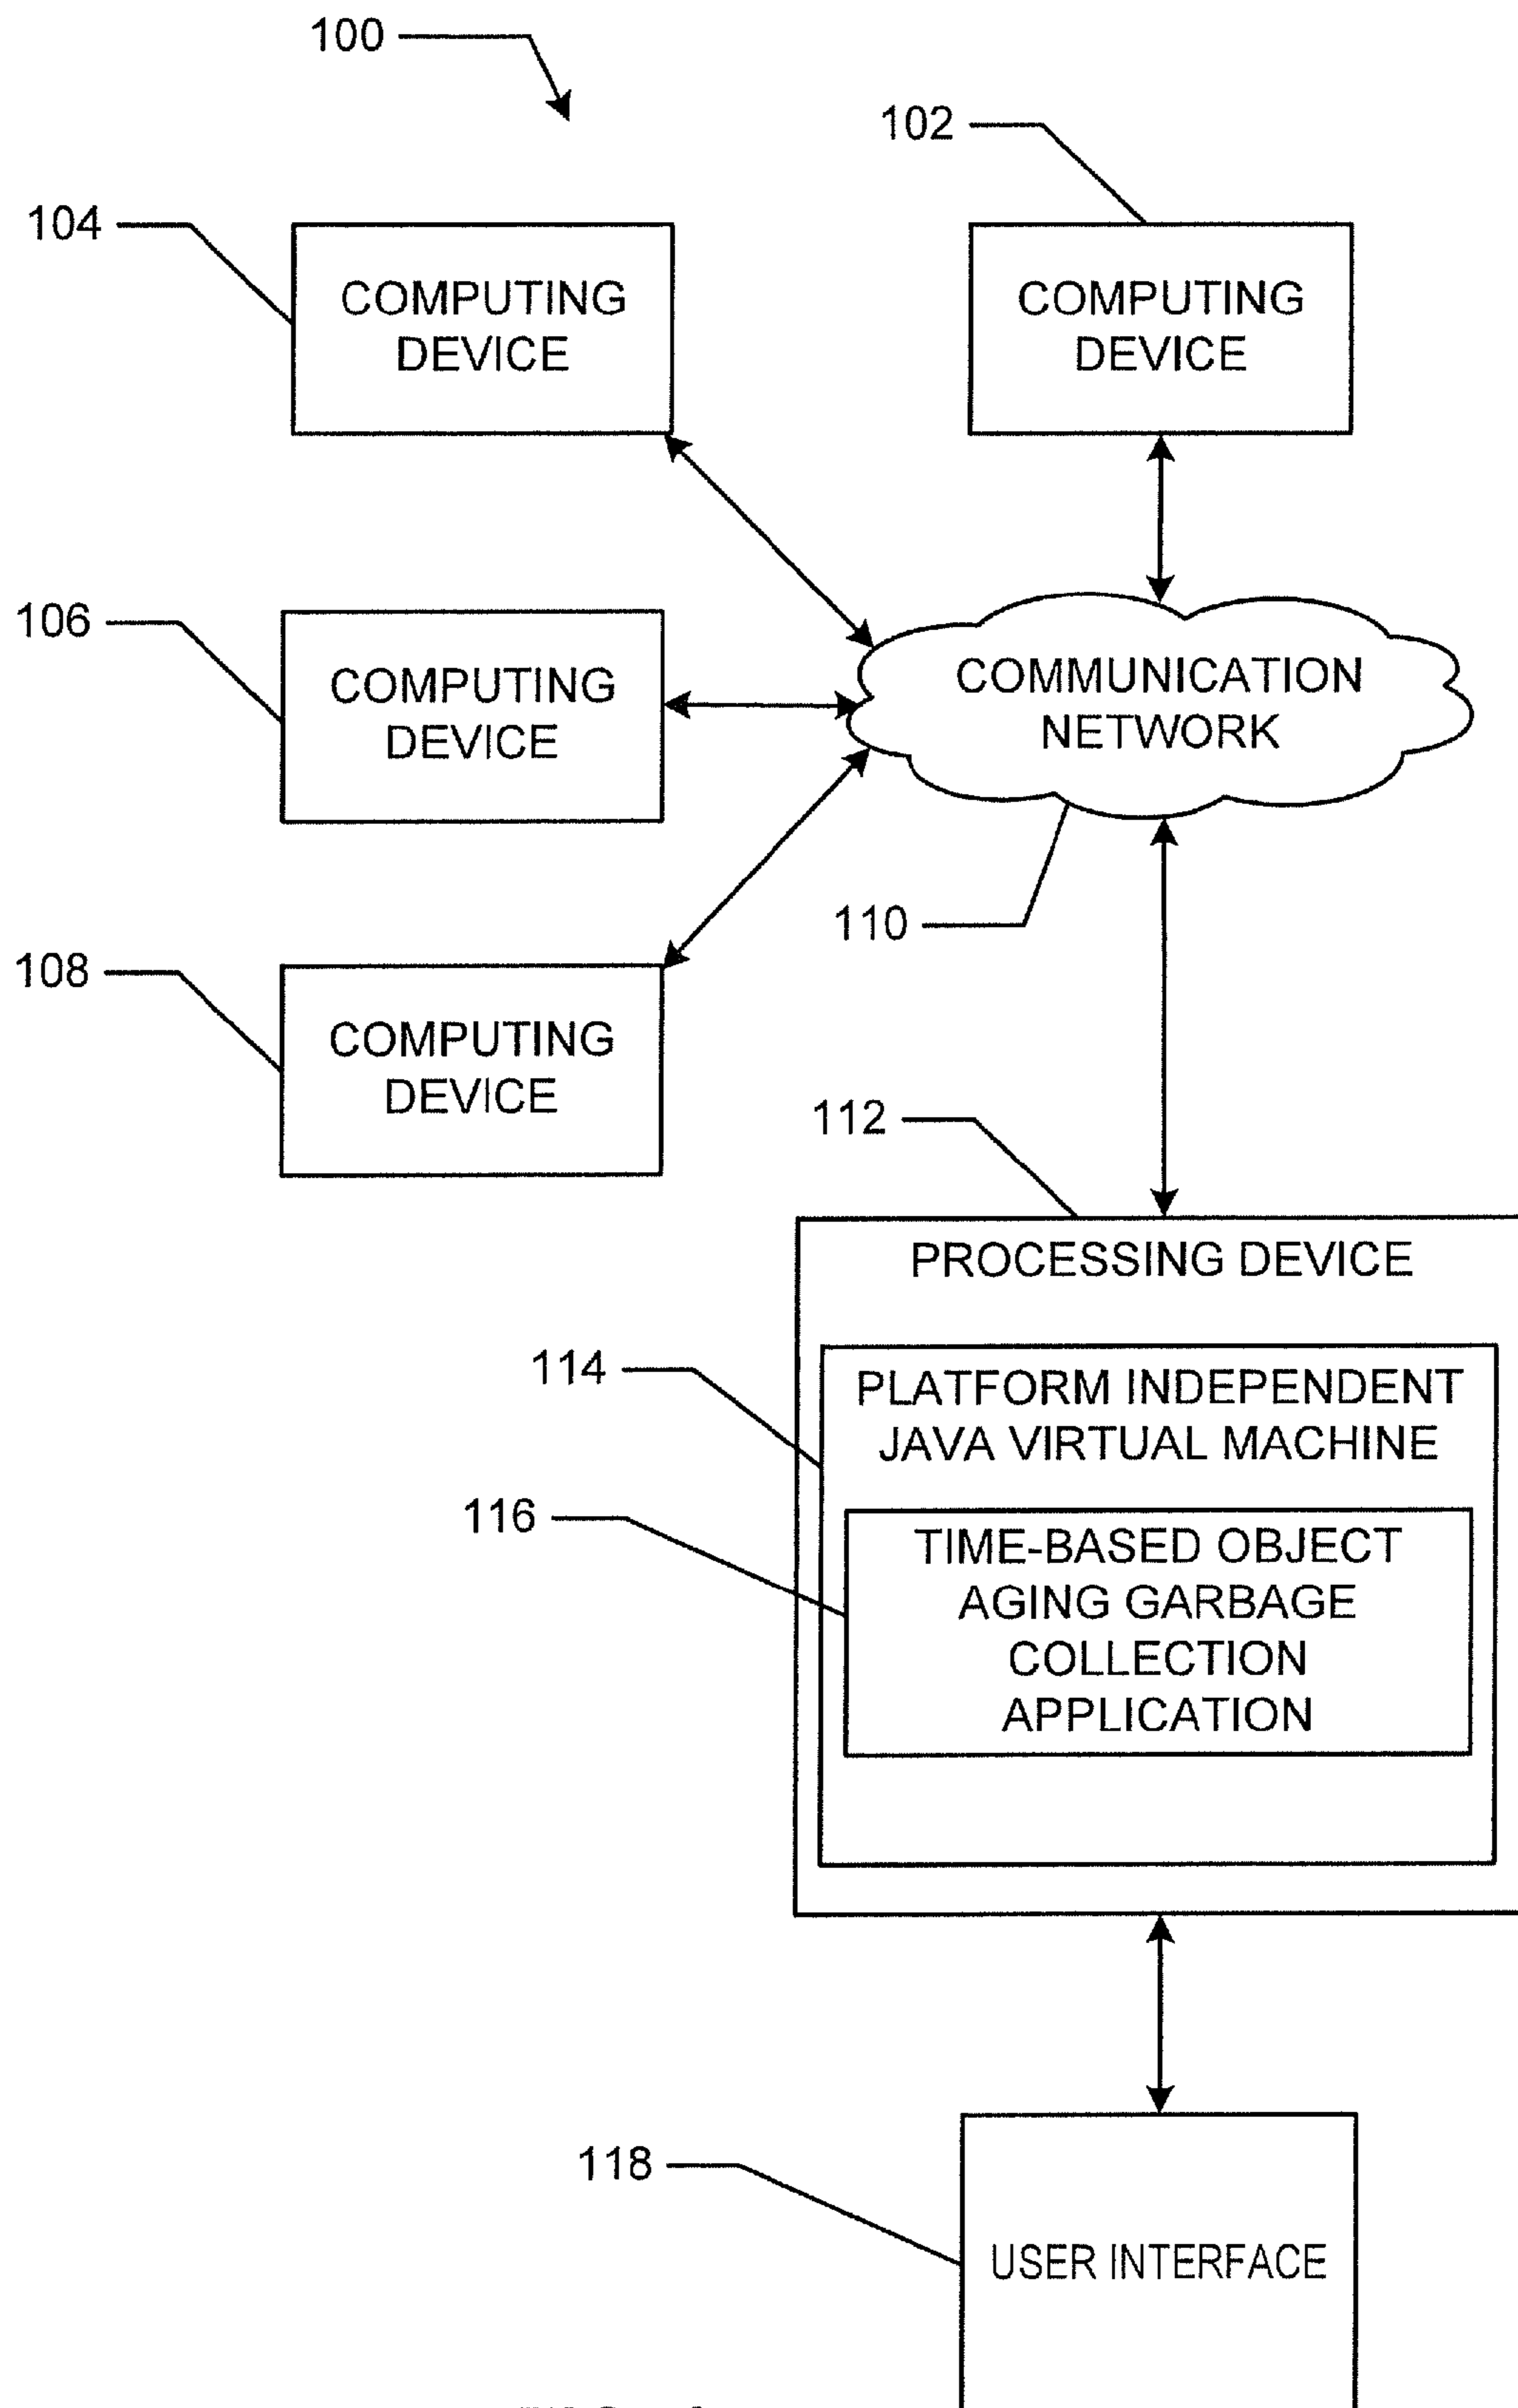 100
102
104
COMPUTING
DEVICE
COMPUTING
DEVICE
106
COMPUTING
DEVICE
COMMUNICATION
NETWORK
110
108
COMPUTING
DEVICE
112
PROCESSING DEVICE
114
PLATFORM INDEPENDENT
JAVA VIRTUAL MACHINE
116
TIME-BASED OBJECT
AGING GARBAGE
COLLECTION
APPLICATION
118
USER INTERFACE